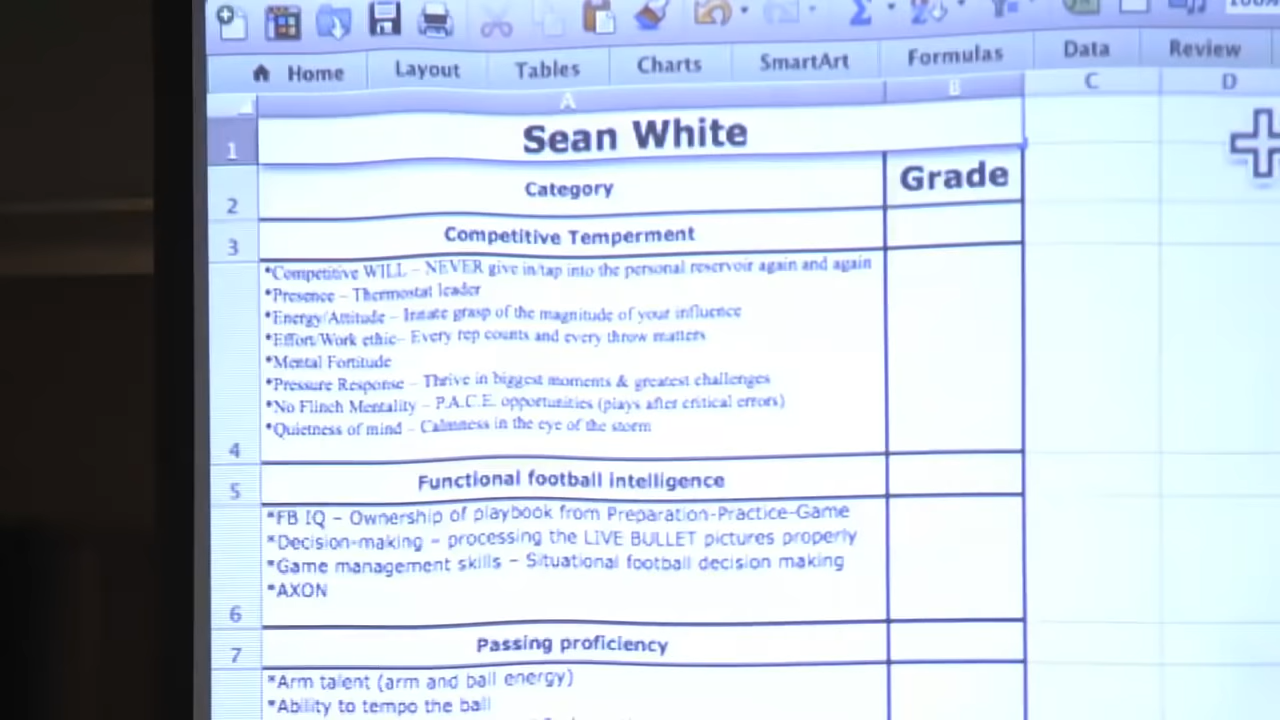 Home Layout Tables Charts SmartArt Formulas Data Review
A B C D
1 Sean White
2 Category Grade
3 Competitive Temperment
*Competitive WILL – NEVER give in/tap into the personal reservoir again and again
*Presence – Thermostat leader
*Energy/Attitude – Innate grasp of the magnitude of your influence
*Effort/Work ethic– Every rep counts and every throw matters
*Mental Fortitude
*Pressure Response – Thrive in biggest moments & greatest challenges
*No Flinch Mentality – P.A.C.E. opportunities (plays after critical errors)
*Quietness of mind – Calmness in the eye of the storm
4
5 Functional football intelligence
*FB IQ – Ownership of playbook from Preparation-Practice-Game
*Decision-making – processing the LIVE BULLET pictures properly
*Game management skills – Situational football decision making
*AXON
6
7 Passing proficiency
*Arm talent (arm and ball energy)
*Ability to tempo the ball